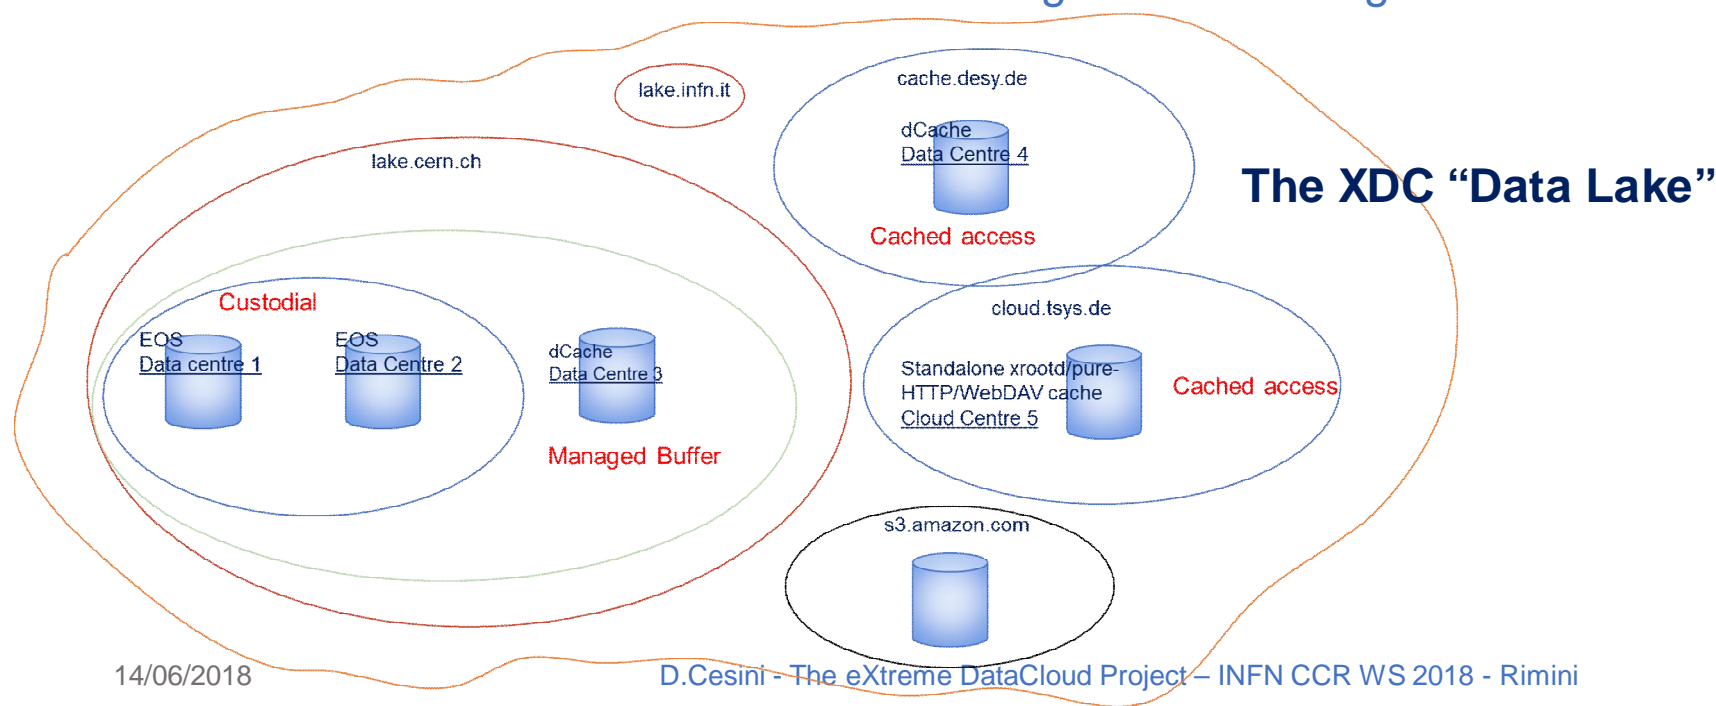 lake.infn.it
cache.desy.de
dCache
Data Centre 4
Cached access
The XDC “Data Lake”
lake.cern.ch
Custodial
EOS
Data centre 1
EOS
Data Centre 2
dCache
Data Centre 3
Managed Buffer
cloud.tsys.de
Standalone xrootd/pure-
HTTP/WebDAV cache
Cloud Centre 5
Cached access
s3.amazon.com
14/06/2018
D.Cesini - The eXtreme DataCloud Project – INFN CCR WS 2018 - Rimini